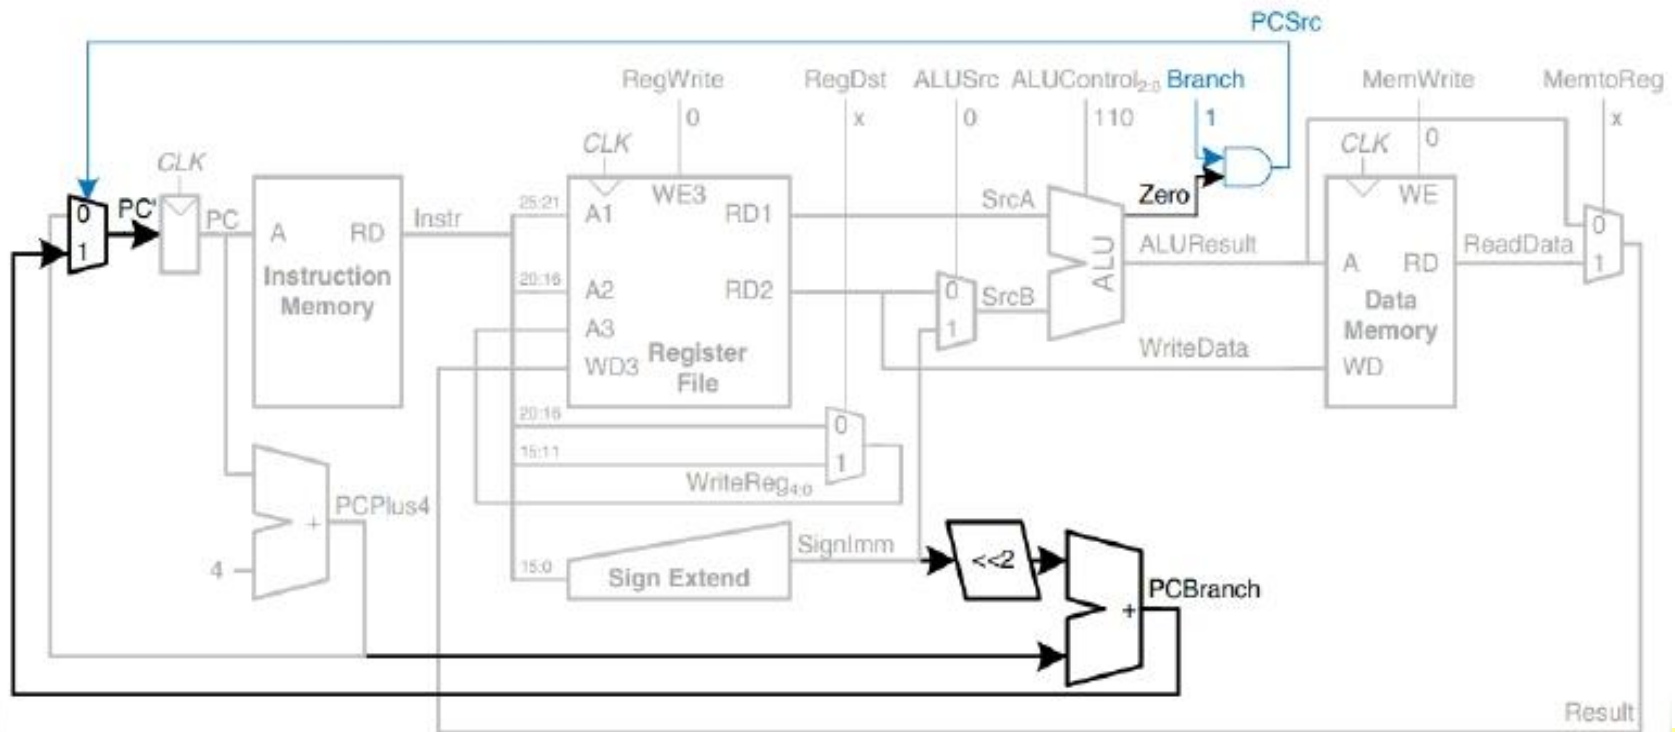 PCSrc
RegWrite RegDst ALUSrc ALUControl2:0 Branch MemWrite MemtoReg
0 x 0 110 1 0 x
CLK CLK CLK
0 PC' PC
1
A RD Instr
Instruction
Memory
25:21 A1 WE3 RD1 SrcA Zero
20:16 A2 RD2 0 SrcB ALU ALUResult
1
A3
WD3 Register
File
WE
A RD ReadData 0
1
Data
Memory
WriteData WD
20:16 0
15:11 1
WriteReg4:0
PCPlus4
+
4
15:0 Sign Extend SignImm <<2
+ PCBranch
Result